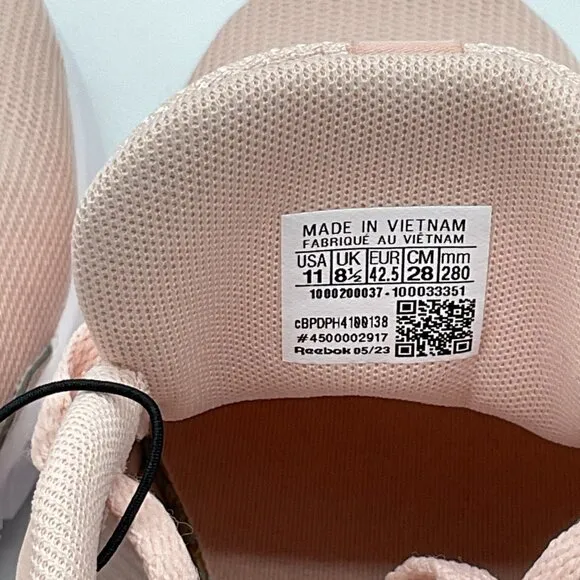 MADE IN VIETNAM
FABRIQUÉ AU VIÊTNAM
USA UK EUR CM mm
11 8½ 42.5 28 280
1000200037-100033351
cBPDPH4100138
#4500002917
Reebok 05/23